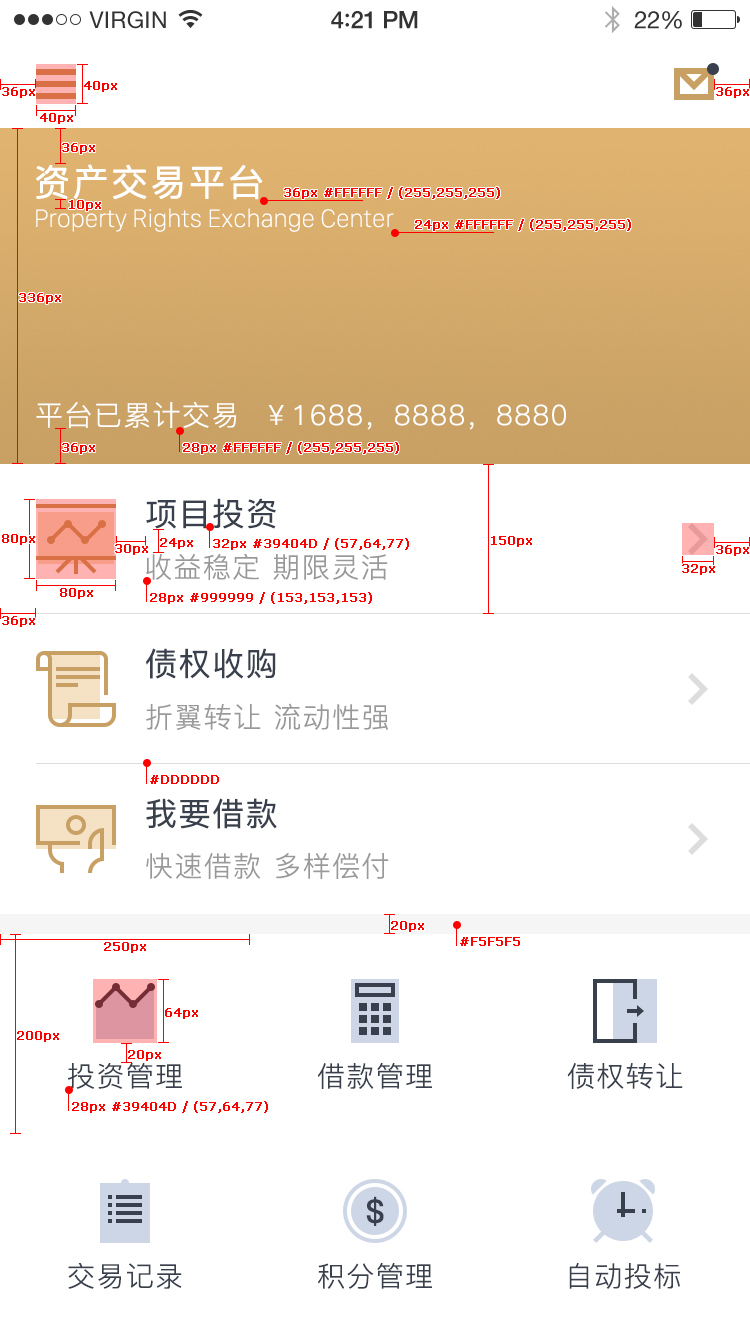 VIRGIN 4:21 PM 22%
36px 40px 36px
40px
36px
资产交易平台 36px #FFFFFF / (255,255,255)
10px
Property Rights Exchange Center 24px #FFFFFF / (255,255,255)
336px
平台已累计交易 ￥1688，8888，8880
36px 28px #FFFFFF / (255,255,255)
项目投资
80px 30px 24px 32px #39404D / (57,64,77) 150px 36px
收益稳定 期限灵活 32px
80px 28px #999999 / (153,153,153)
36px
债权收购
折翼转让 流动性强
#DDDDDD
我要借款
快速借款 多样偿付
20px #F5F5F5
250px
64px
200px 20px
投资管理 借款管理 债权转让
28px #39404D / (57,64,77)
$
交易记录 积分管理 自动投标